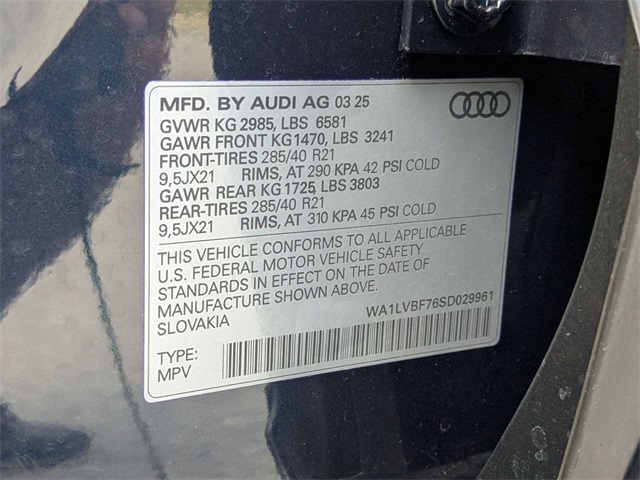 MFD. BY AUDI AG 03 25
GVWR KG 2985, LBS 6581
GAWR FRONT KG1470, LBS 3241
FRONT-TIRES 285/40 R21
9,5JX21 RIMS, AT 290 KPA 42 PSI COLD
GAWR REAR KG 1725, LBS 3803
REAR-TIRES 285/40 R21
9,5JX21 RIMS, AT 310 KPA 45 PSI COLD
THIS VEHICLE CONFORMS TO ALL APPLICABLE
U.S. FEDERAL MOTOR VEHICLE SAFETY
STANDARDS IN EFFECT ON THE DATE OF
MANUFACTURE SHOWN ABOVE.
SLOVAKIA WA1LVBF76SD029961
TYPE:
MPV